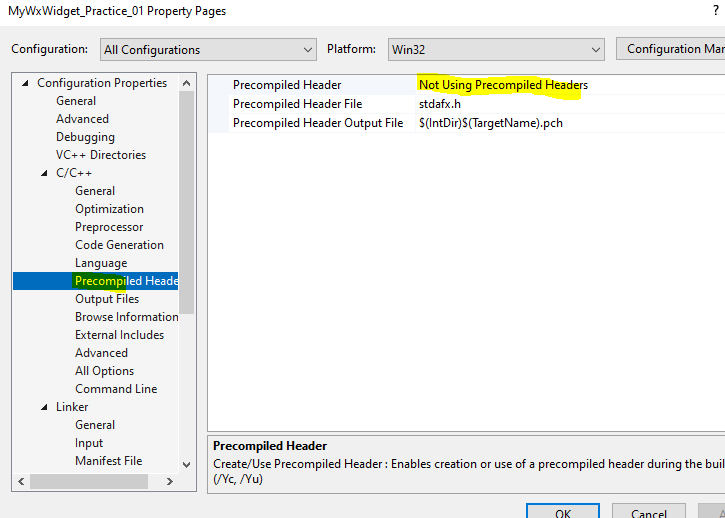 MyWxWidget_Practice_01 Property Pages ?
Configuration: All Configurations Platform: Win32 Configuration Mar
Configuration Properties
General
Advanced
Debugging
VC++ Directories
C/C++
General
Optimization
Preprocessor
Code Generation
Language
Precompiled Heade
Output Files
Browse Information
External Includes
Advanced
All Options
Command Line
Linker
General
Input
Manifest File
Precompiled Header Not Using Precompiled Headers
Precompiled Header File stdafx.h
Precompiled Header Output File $(IntDir)$(TargetName).pch
Precompiled Header
Create/Use Precompiled Header : Enables creation or use of a precompiled header during the buil
(/Yc, /Yu)
OK Cancel A